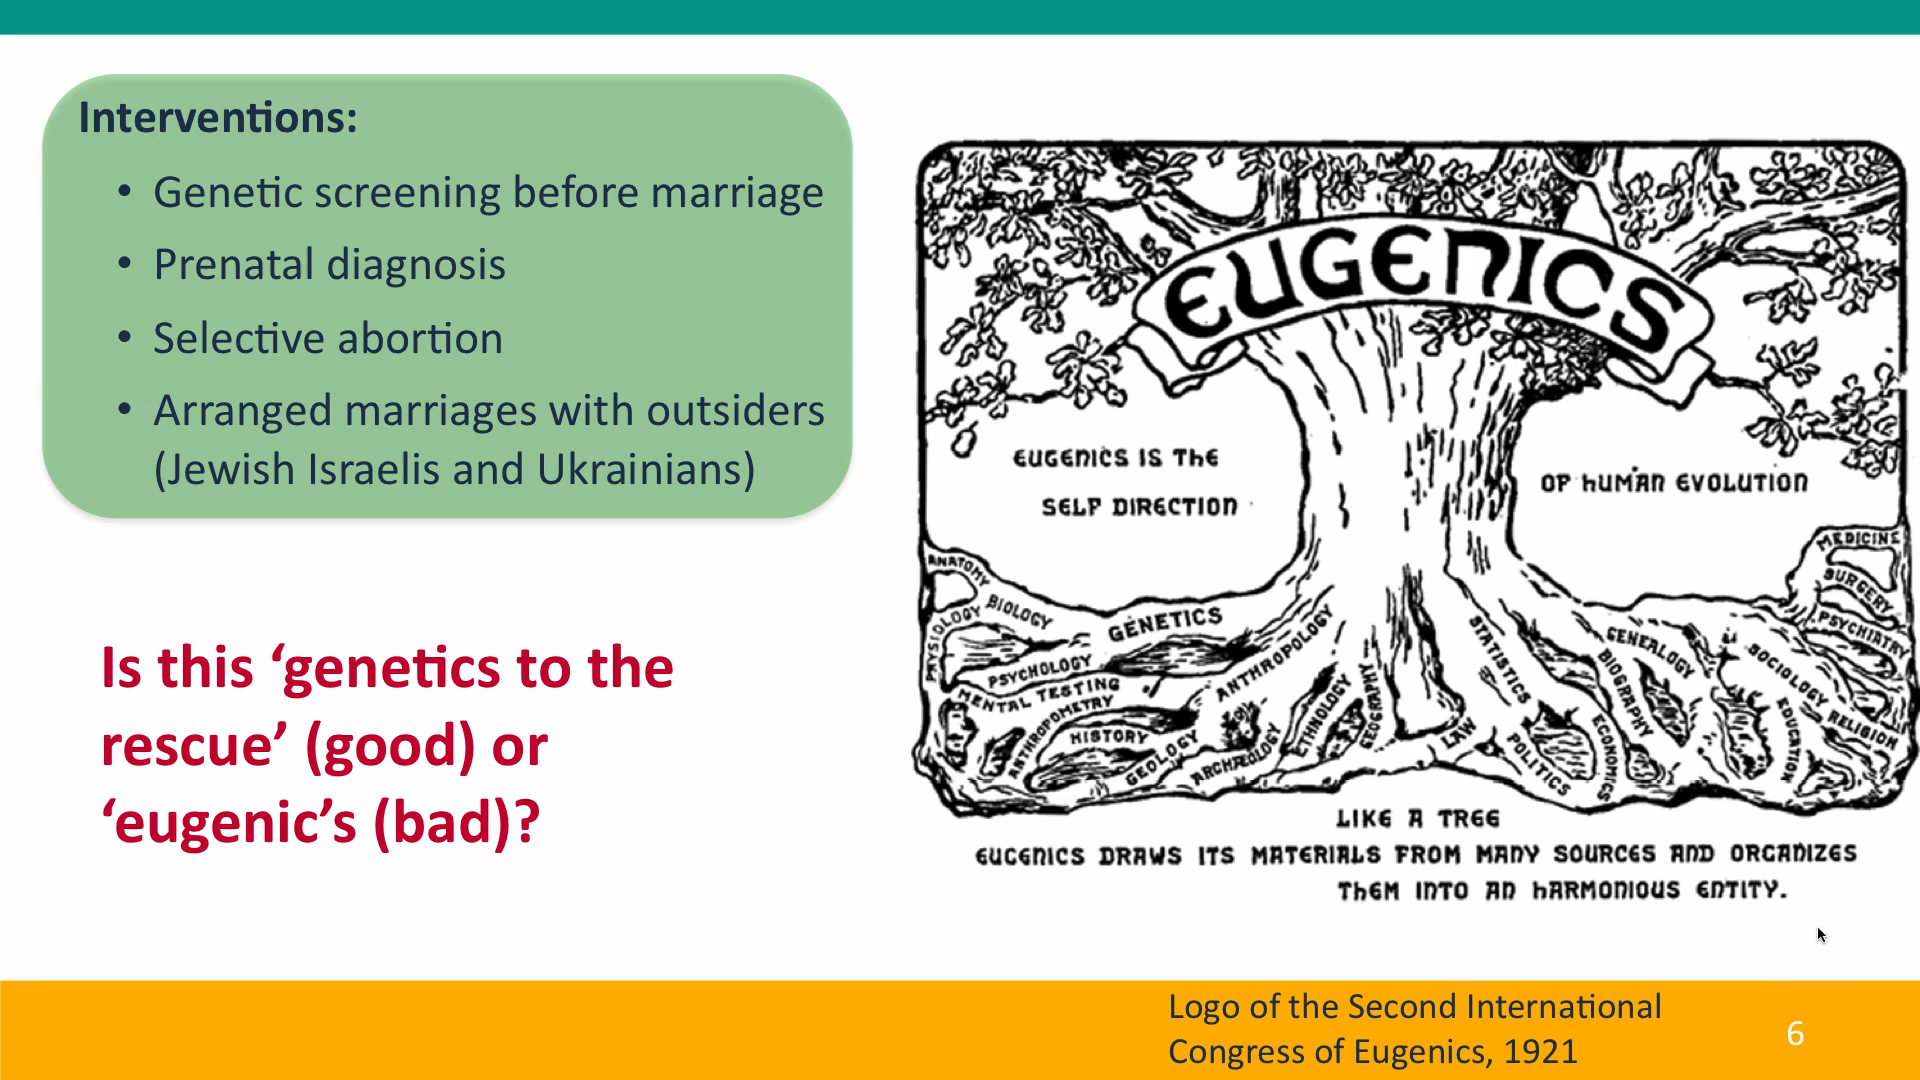 Interventions:
• Genetic screening before marriage
• Prenatal diagnosis
• Selective abortion
• Arranged marriages with outsiders
(Jewish Israelis and Ukrainians)
Is this ‘genetics to the
rescue’ (good) or
‘eugenic’s (bad)?
EUGENICS
EUGENICS IS THE
SELF DIRECTION
OF HUMAN EVOLUTION
ANATOMY
BIOLOGY
PHYSIOLOGY
GENETICS
PSYCHOLOGY
MENTAL TESTING
ANTHROPOMETRY
HISTORY
GEOLOGY
ARCHÆOLOGY
ANTHROPOLOGY
ETHNOLOGY
GEOGRAPHY
LAW
STATISTICS
POLITICS
ECONOMICS
BIOGRAPHY
GENEALOGY
EDUCATION
SOCIOLOGY
RELIGION
PSYCHIATRY
SURGERY
MEDICINE
LIKE A TREE
EUGENICS DRAWS ITS MATERIALS FROM MANY SOURCES AND ORGANIZES
THEM INTO AN HARMONIOUS ENTITY.
Logo of the Second International
Congress of Eugenics, 1921
6